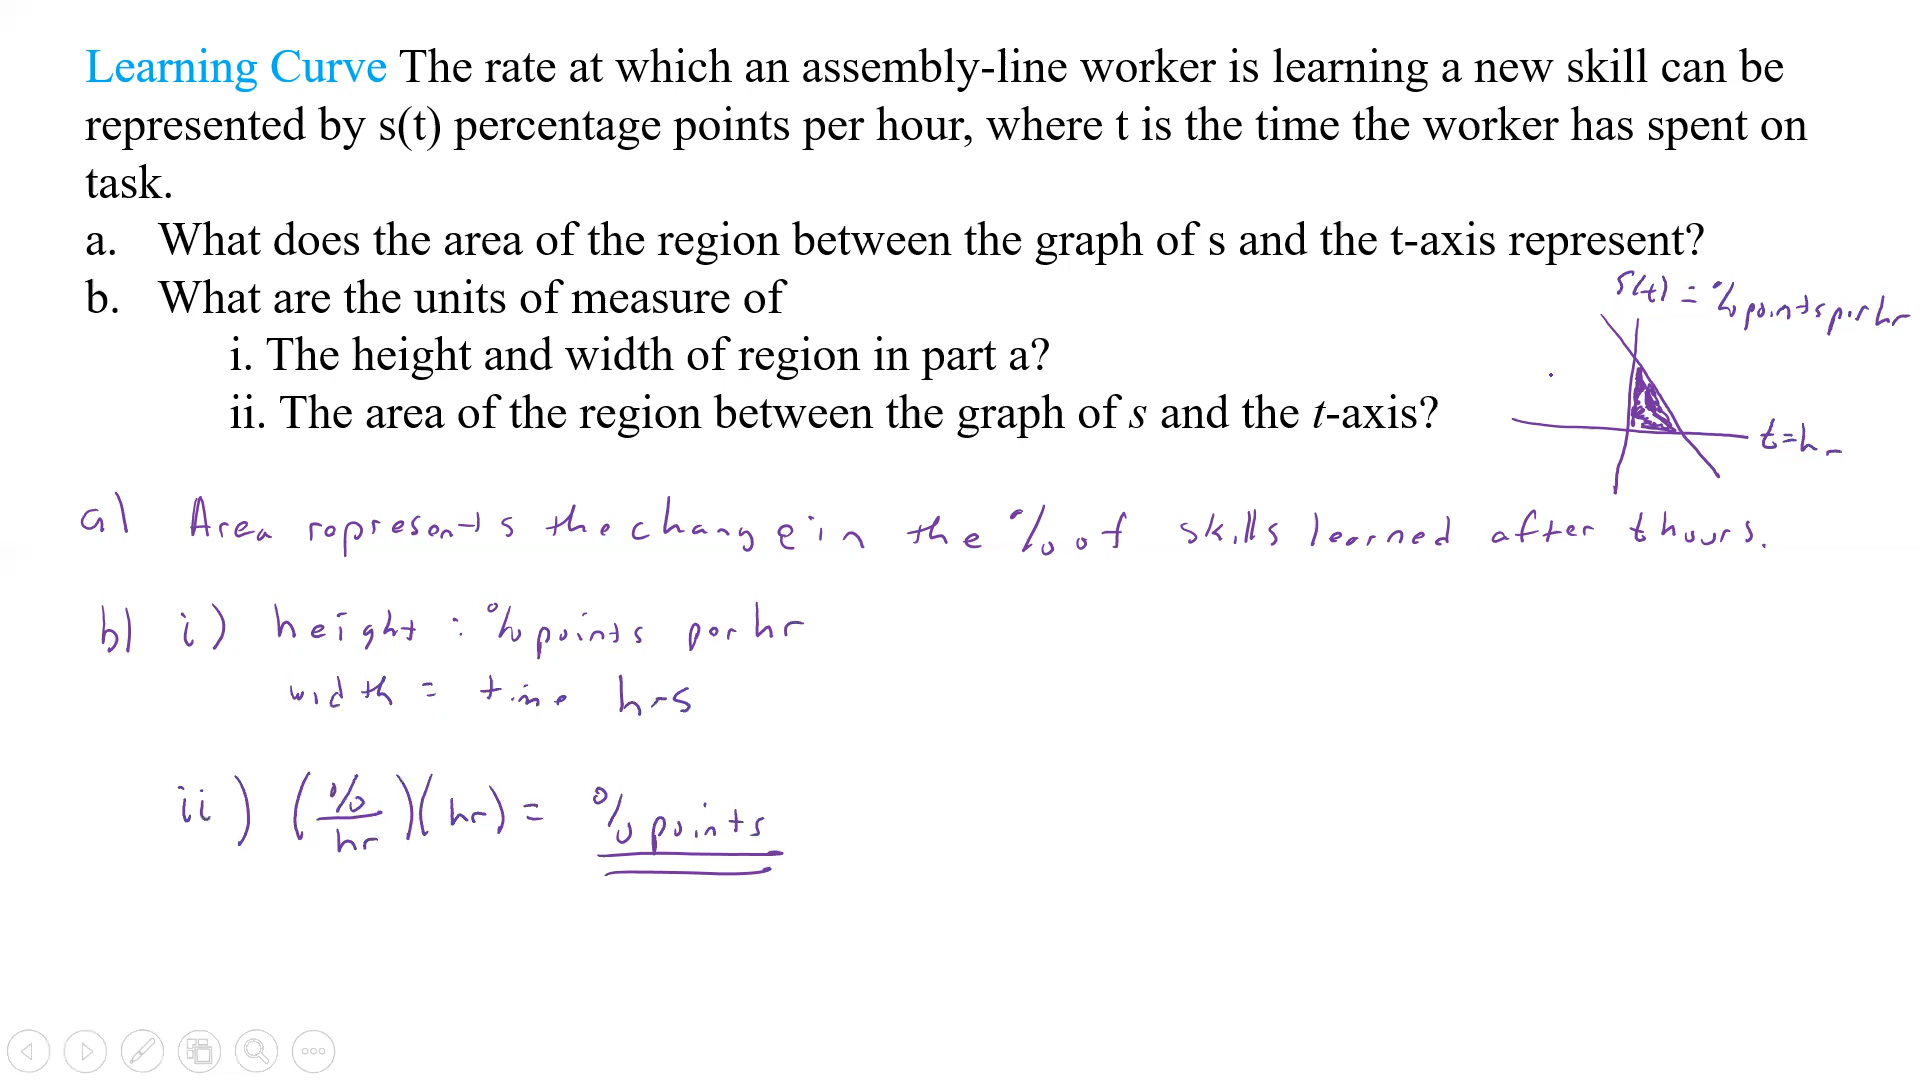 Learning Curve The rate at which an assembly-line worker is learning a new skill can be
represented by s(t) percentage points per hour, where t is the time the worker has spent on
task.
a. What does the area of the region between the graph of s and the t-axis represent?
b. What are the units of measure of
i. The height and width of region in part a?
ii. The area of the region between the graph of s and the t-axis?
s(t) = % points per hr
t = hr
a) Area represents the change in the % of skills learned after t hours.
b) i) height : % points per hr
width = time hrs
ii) (%/hr)(hr) = % points